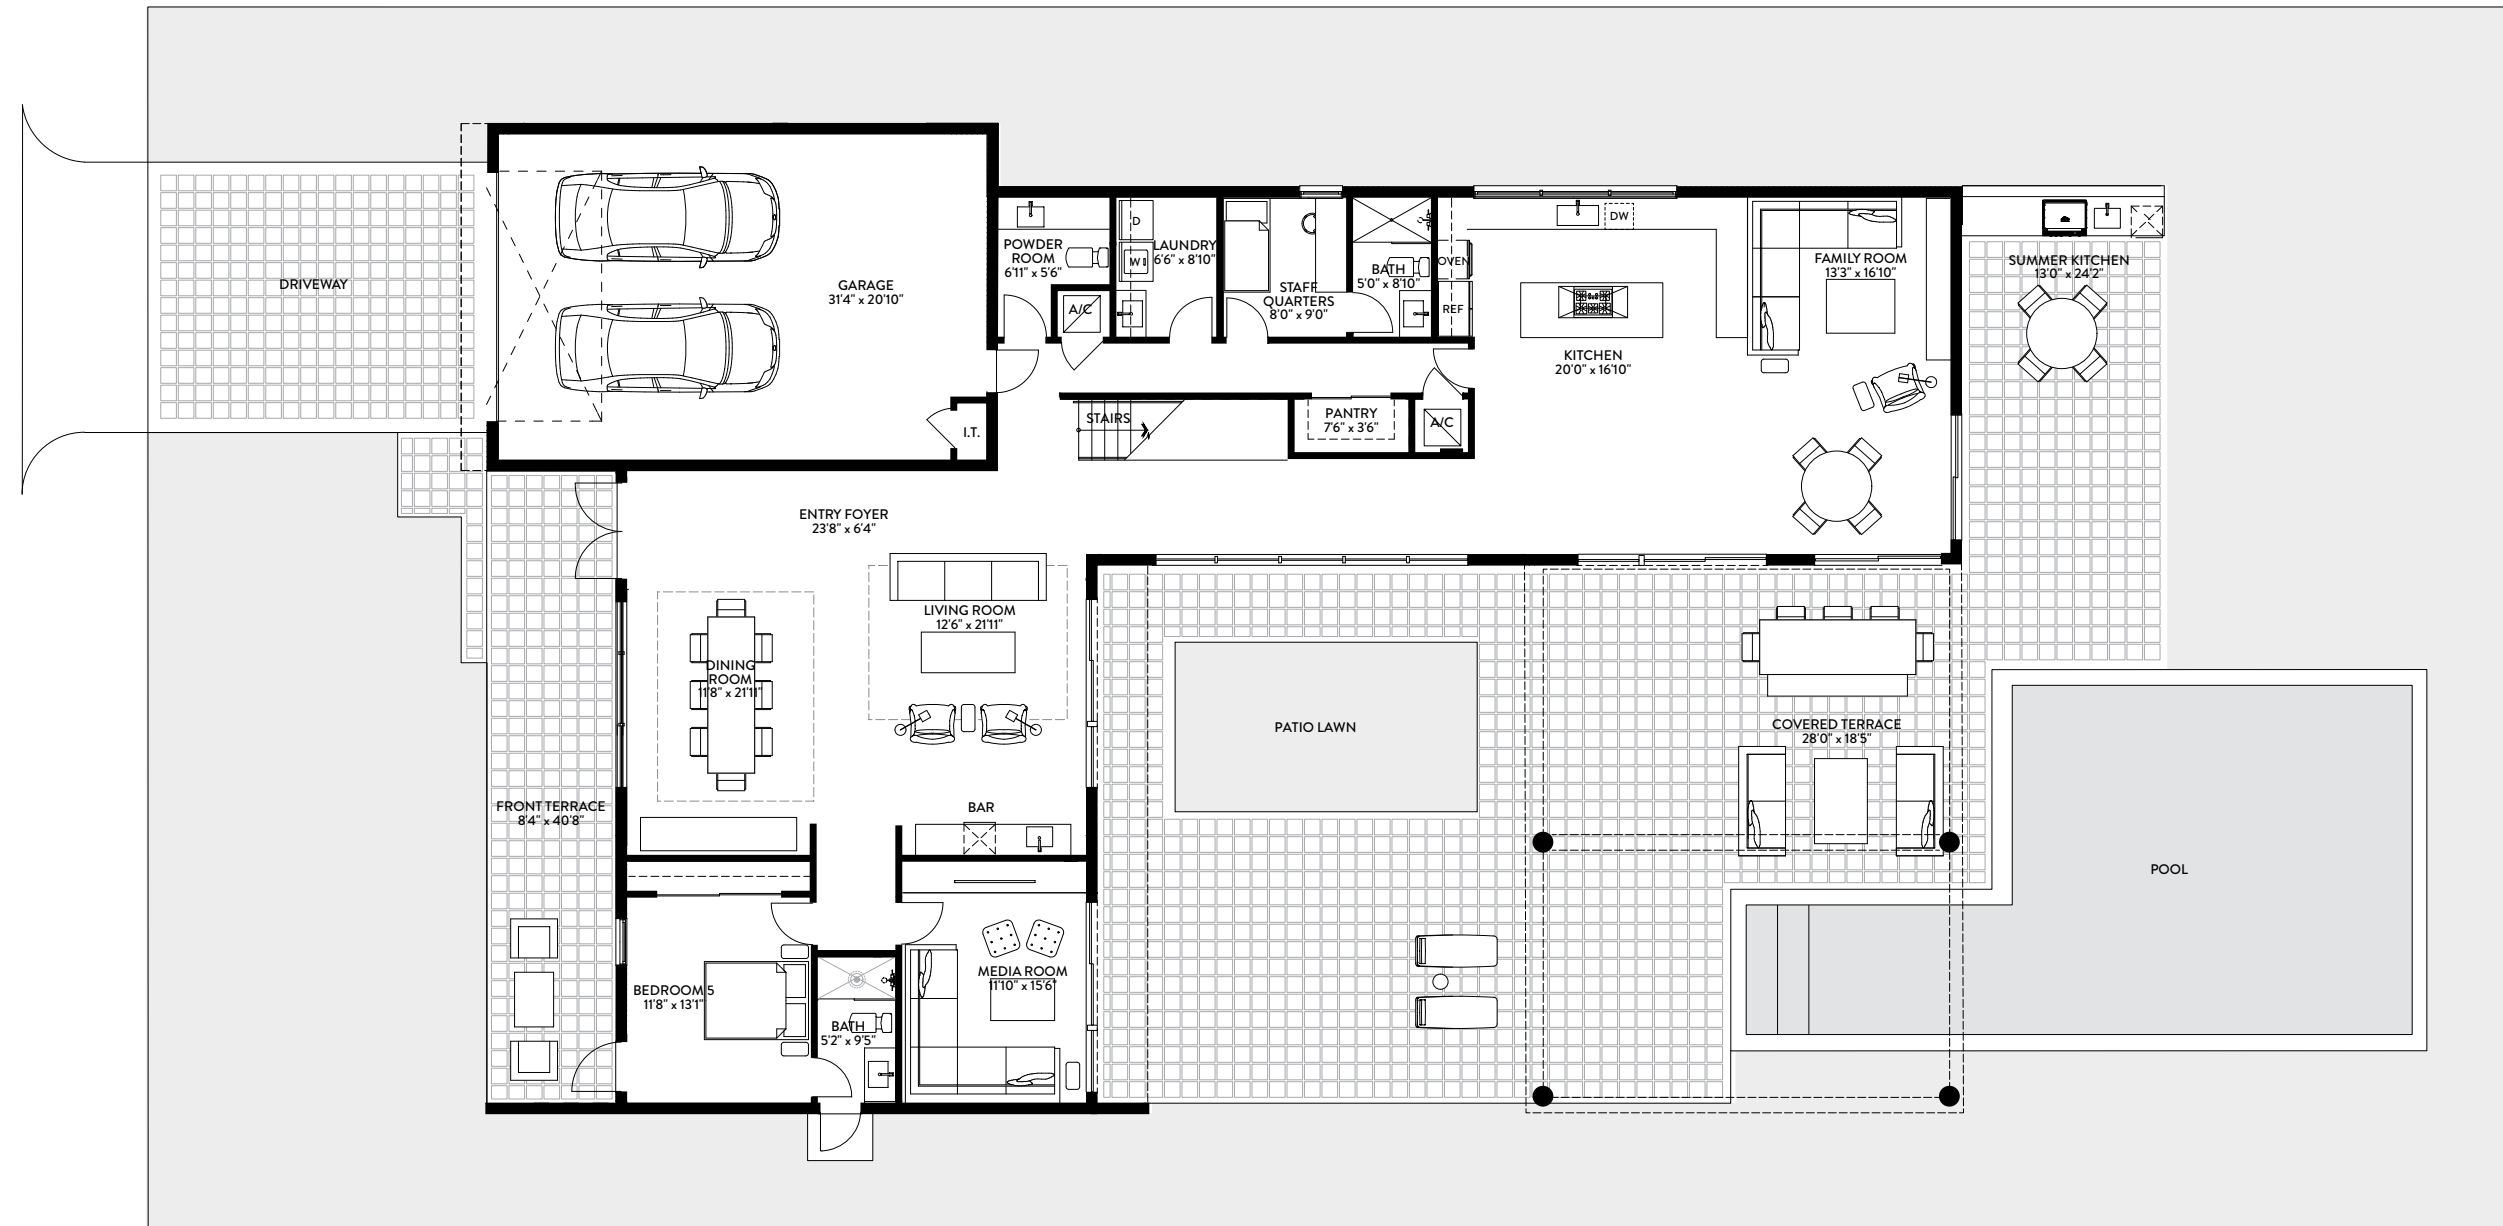 DRIVEWAY
GARAGE
31'4" x 20'10"
I.T.
POWDER
ROOM
6'11" x 5'6"
A/C
D
W
LAUNDRY
6'6" x 8'10"
STAFF
QUARTERS
8'0" x 9'0"
BATH
5'0" x 8'10"
OVEN
REF
DW
KITCHEN
20'0" x 16'10"
FAMILY ROOM
13'3" x 16'10"
SUMMER KITCHEN
13'0" x 24'2"
STAIRS
PANTRY
7'6" x 3'6"
A/C
ENTRY FOYER
23'8" x 6'4"
LIVING ROOM
12'6" x 21'11"
DINING
ROOM
11'8" x 21'11"
BAR
FRONT TERRACE
8'4" x 40'8"
PATIO LAWN
COVERED TERRACE
28'0" x 18'5"
POOL
BEDROOM 5
11'8" x 13'1"
BATH
5'2" x 9'5"
MEDIA ROOM
11'10" x 15'6"